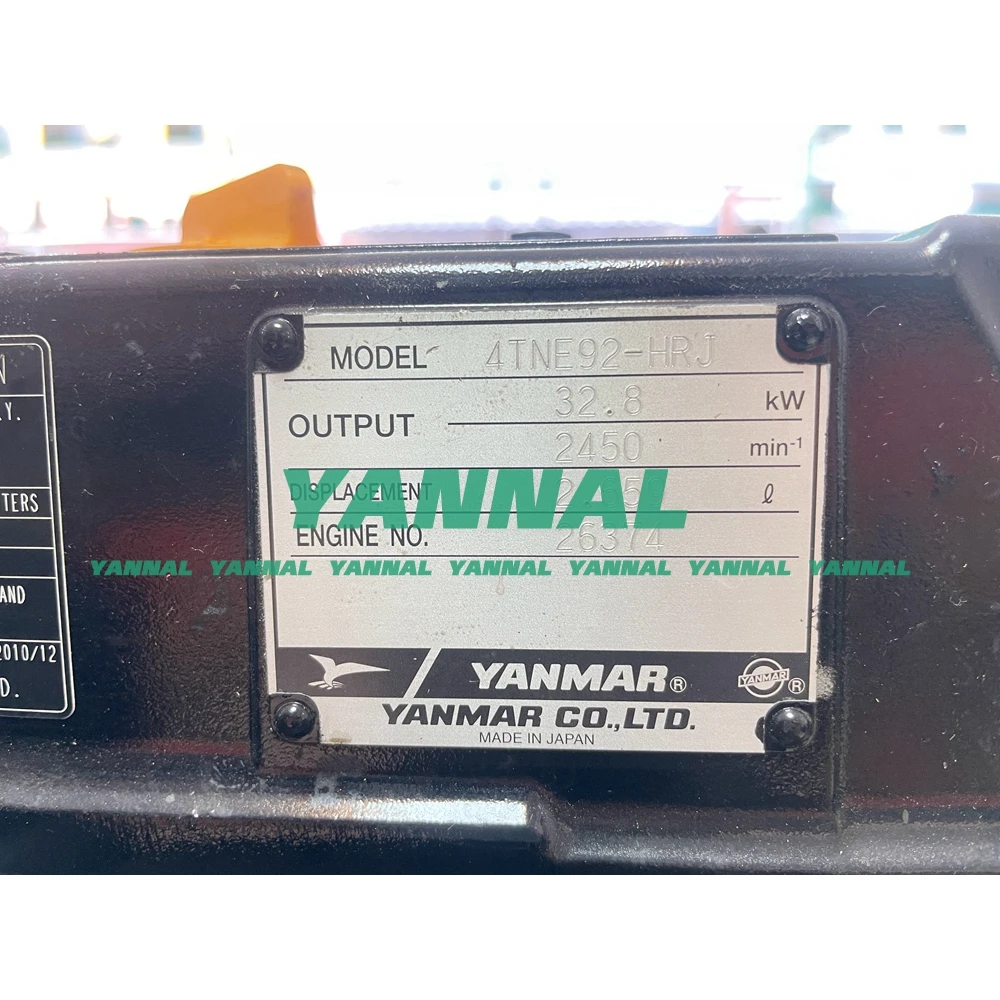 N
.Y.
TERS
AND
2010/12
D.
MODEL 4TNE92-HRJ
OUTPUT 32.8 kW
2450 min-1
YANNAL
DISPLACEMENT ℓ
ENGINE NO. 26374
YANNAL YANNAL YANNAL YANNAL YANNAL YANNAL YANNAL
YANMAR® YANMAR ®
YANMAR CO.,LTD.
MADE IN JAPAN